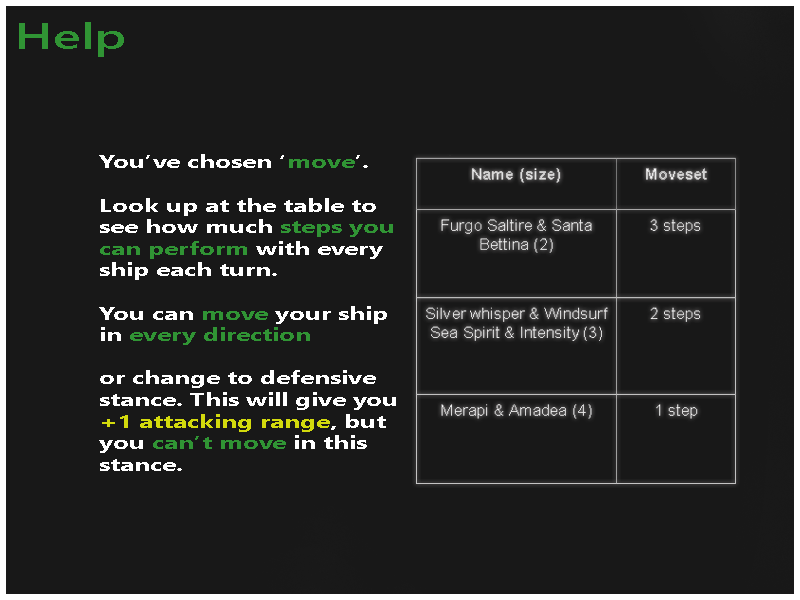 Help
You've chosen 'move'.
Look up at the table to
see how much steps you
can perform with every
ship each turn.
You can move your ship
in every direction
or change to defensive
stance. This will give you
+1 attacking range, but
you can't move in this
stance.
Name (size)
Moveset
Furgo Saltire & Santa
Bettina (2)
3 steps
Silver whisper & Windsurf
Sea Spirit & Intensity (3)
2 steps
Merapi & Amadea (4)
1 step